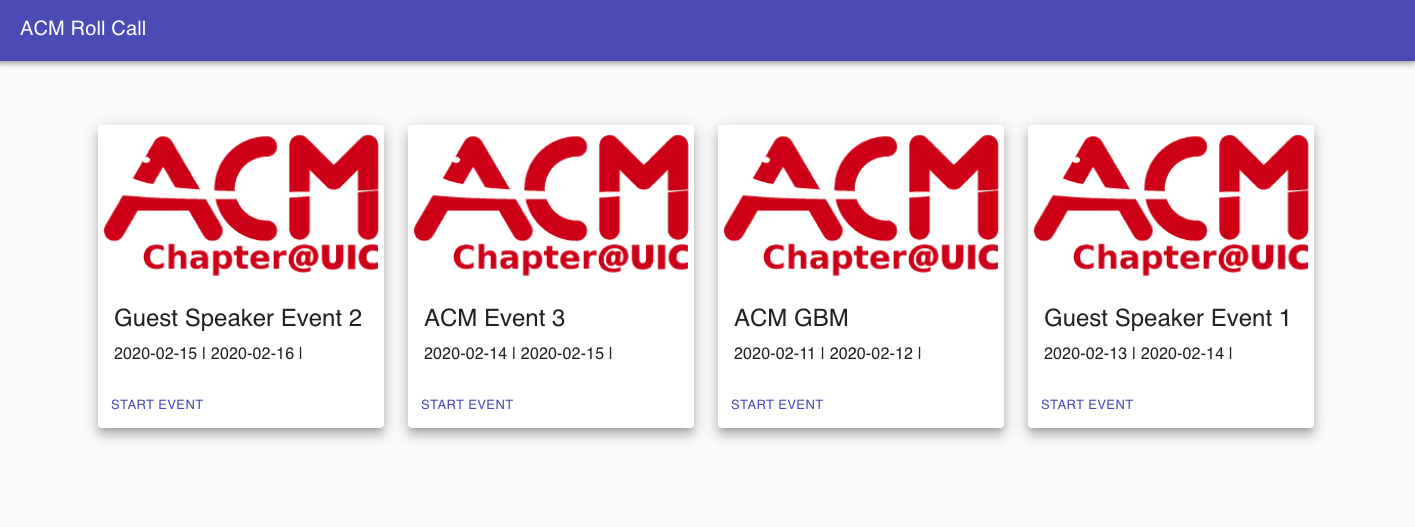 ACM Roll Call
ACM
Chapter@UIC
Guest Speaker Event 2
2020-02-15 | 2020-02-16 |
START EVENT
ACM
Chapter@UIC
ACM Event 3
2020-02-14 | 2020-02-15 |
START EVENT
ACM
Chapter@UIC
ACM GBM
2020-02-11 | 2020-02-12 |
START EVENT
ACM
Chapter@UIC
Guest Speaker Event 1
2020-02-13 | 2020-02-14 |
START EVENT